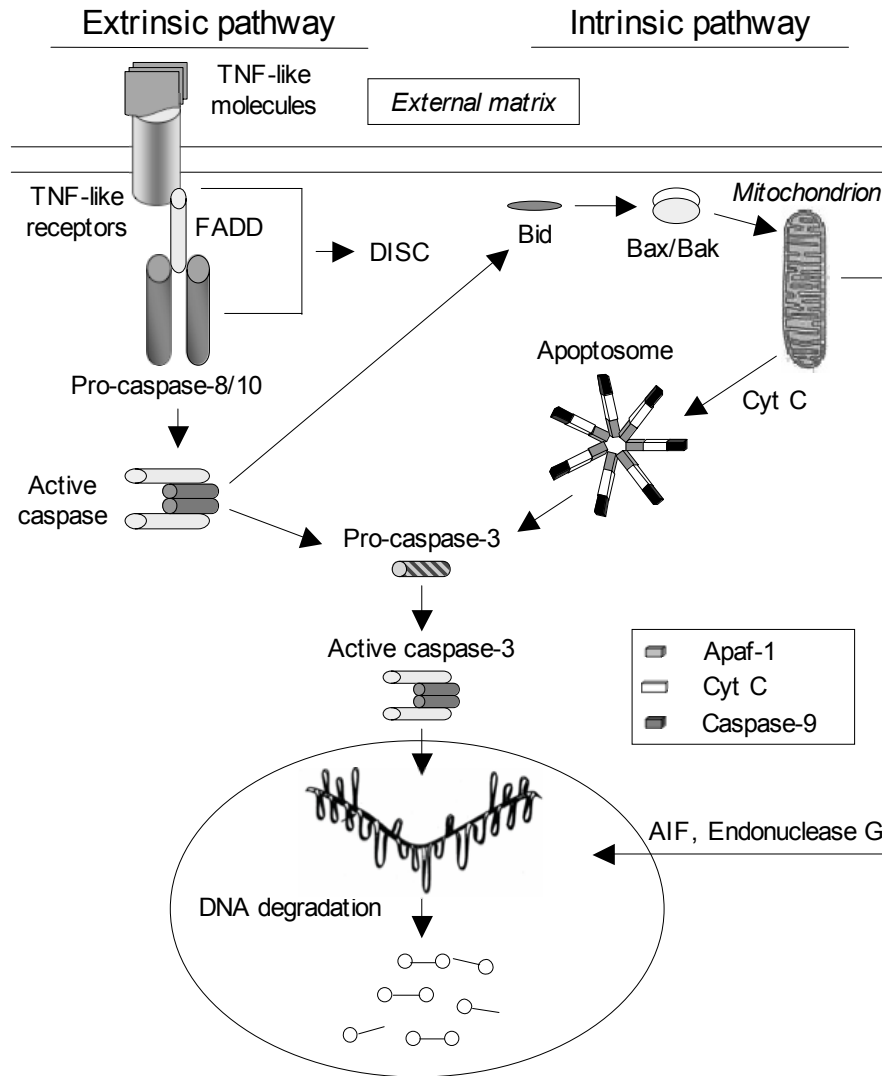 Extrinsic pathway
Intrinsic pathway
TNF-like
molecules
External matrix
TNF-like
receptors
FADD
DISC
Bid
Bax/Bak
Mitochondrion
Pro-caspase-8/10
Apoptosome
Cyt C
Active
caspase
Pro-caspase-3
Active caspase-3
Apaf-1
Cyt C
Caspase-9
AIF, Endonuclease G
DNA degradation